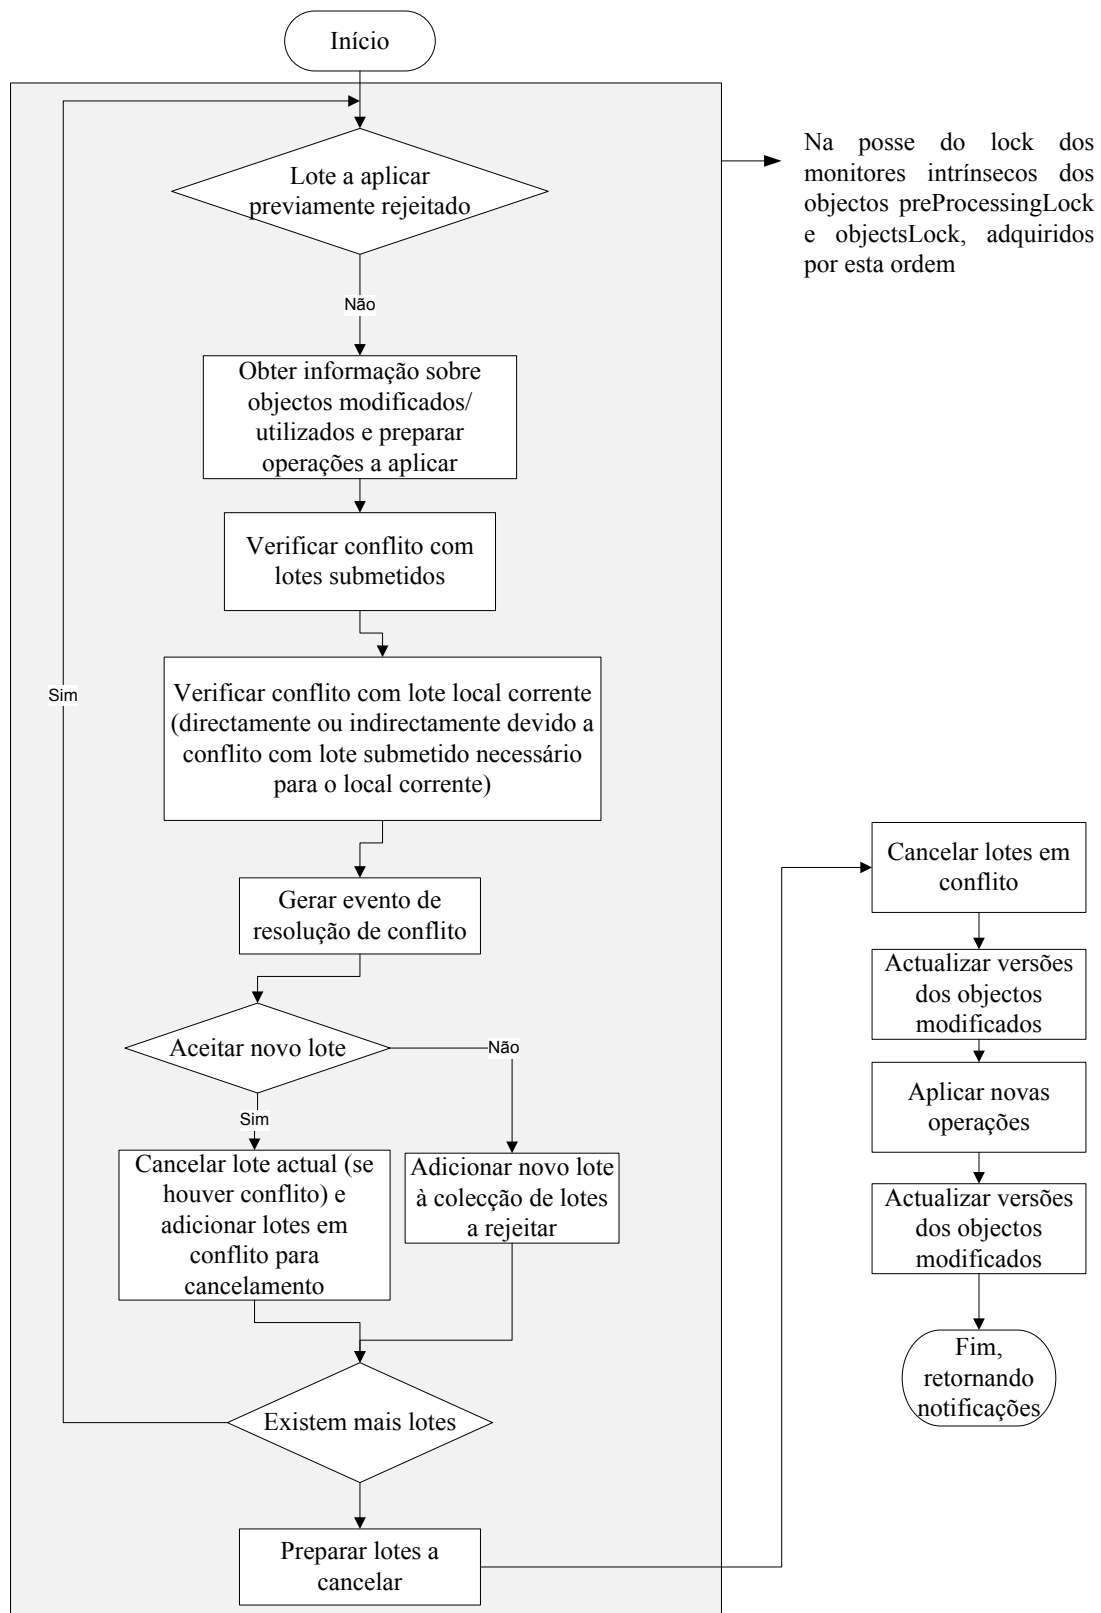 Início
Na posse do lock dos
monitores intrínsecos dos
objectos preProcessingLock
e objectsLock, adquiridos
por esta ordem
Lote a aplicar
previamente rejeitado
Não
Obter informação sobre
objectos modificados/
utilizados e preparar
operações a aplicar
Verificar conflito com
lotes submetidos
Sim
Verificar conflito com lote local corrente
(directamente ou indirectamente devido a
conflito com lote submetido necessário
para o local corrente)
Gerar evento de
resolução de conflito
Aceitar novo lote
Não
Sim
Cancelar lote actual (se
houver conflito) e
adicionar lotes em
conflito para
cancelamento
Adicionar novo lote
à colecção de lotes
a rejeitar
Existem mais lotes
Preparar lotes a
cancelar
Cancelar lotes em
conflito
Actualizar versões
dos objectos
modificados
Aplicar novas
operações
Actualizar versões
dos objectos
modificados
Fim,
retornando
notificações